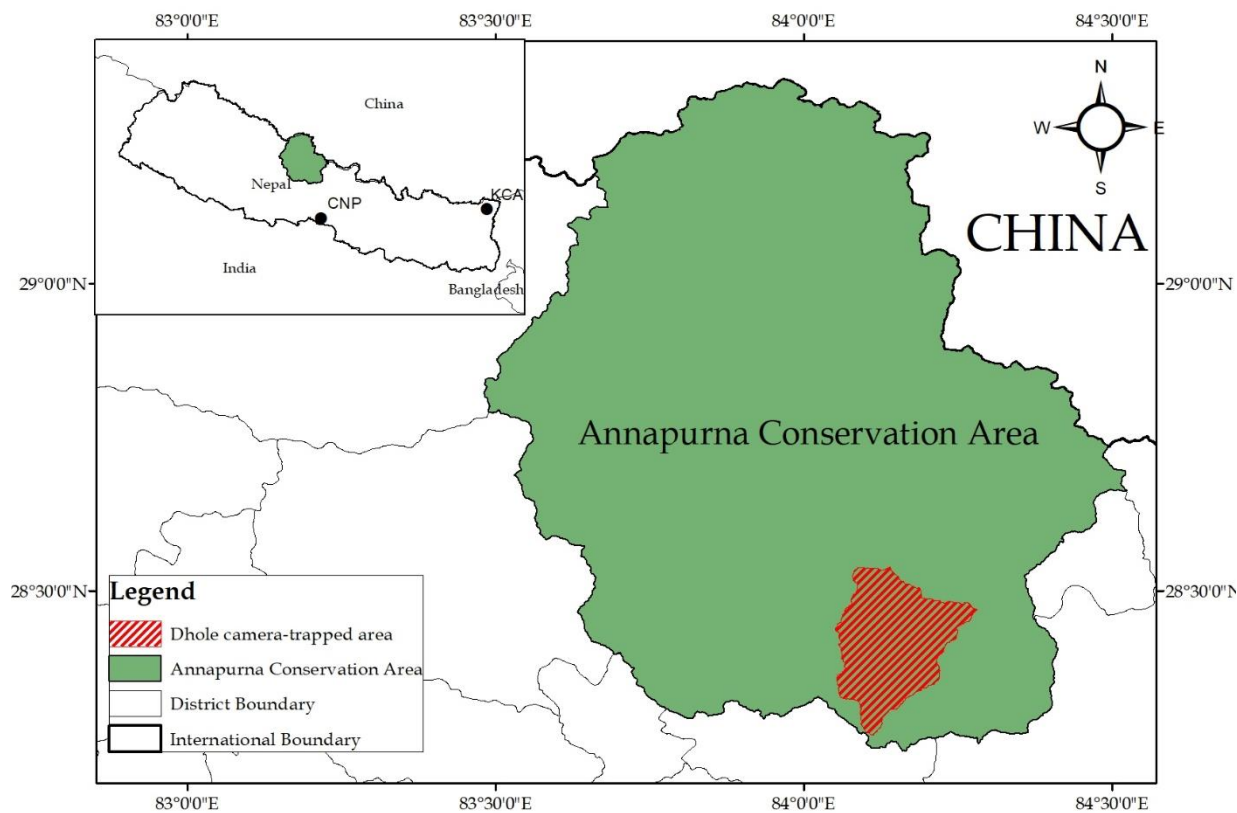 83°0'0"E
83°30'0"E
84°0'0"E
84°30'0"E
China
Nepal
CNP
KCA
India
Bangladesh
N
W
E
S
CHINA
29°0'0"N
29°0'0"N
Annapurna Conservation Area
28°30'0"N
28°30'0"N
Legend
Dhole camera-trapped area
Annapurna Conservation Area
District Boundary
International Boundary
83°0'0"E
83°30'0"E
84°0'0"E
84°30'0"E